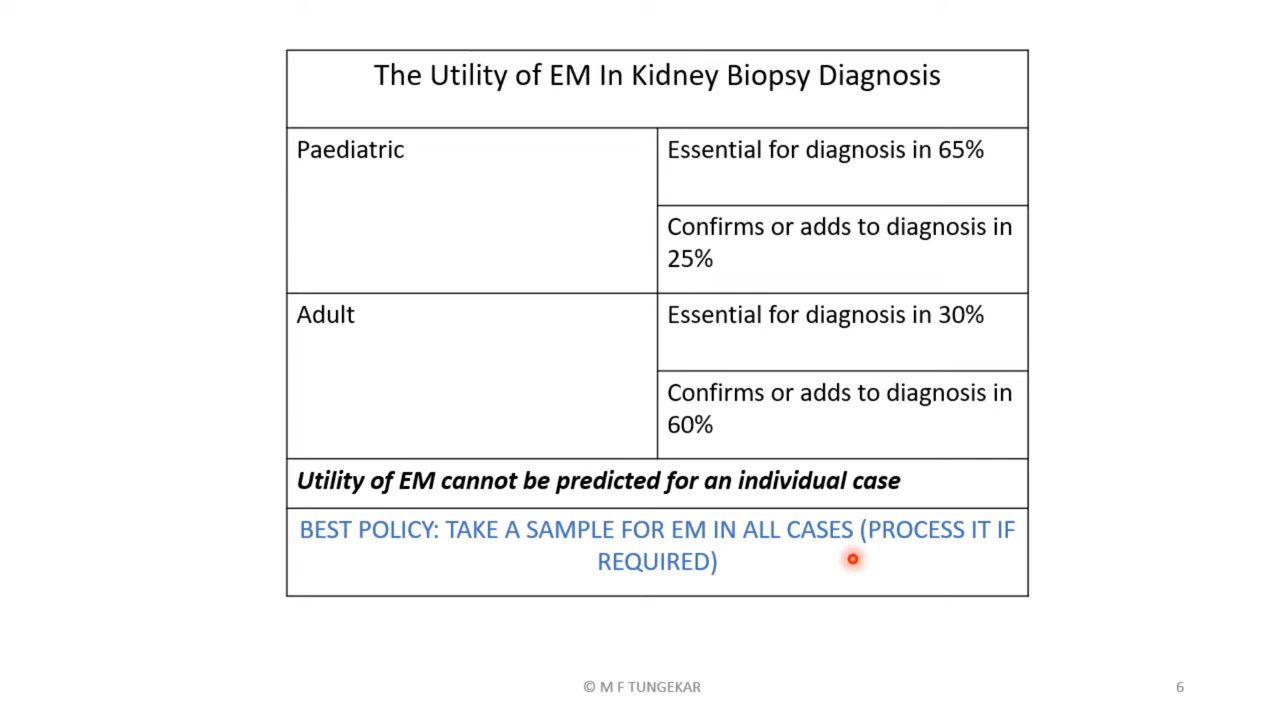 The Utility of EM In Kidney Biopsy Diagnosis
Paediatric
Essential for diagnosis in 65%
Confirms or adds to diagnosis in
25%
Adult
Essential for diagnosis in 30%
Confirms or adds to diagnosis in
60%
Utility of EM cannot be predicted for an individual case
BEST POLICY: TAKE A SAMPLE FOR EM IN ALL CASES (PROCESS IT IF
REQUIRED)
© M F TUNGEKAR
6